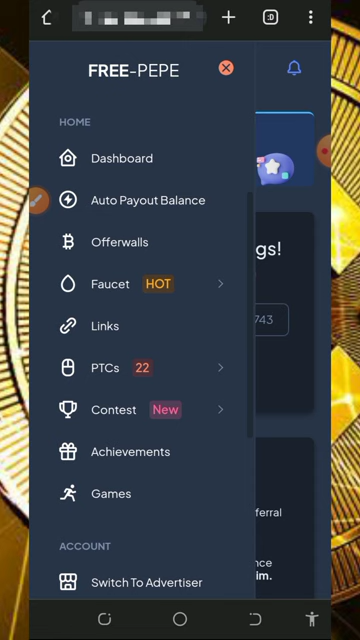 :D
FREE-PEPE
HOME
Dashboard
Auto Payout Balance
Offerwalls
Faucet HOT
Links
PTCs 22
Contest New
Achievements
Games
ACCOUNT
Switch To Advertiser
gs!
743
ferral
nce
im.